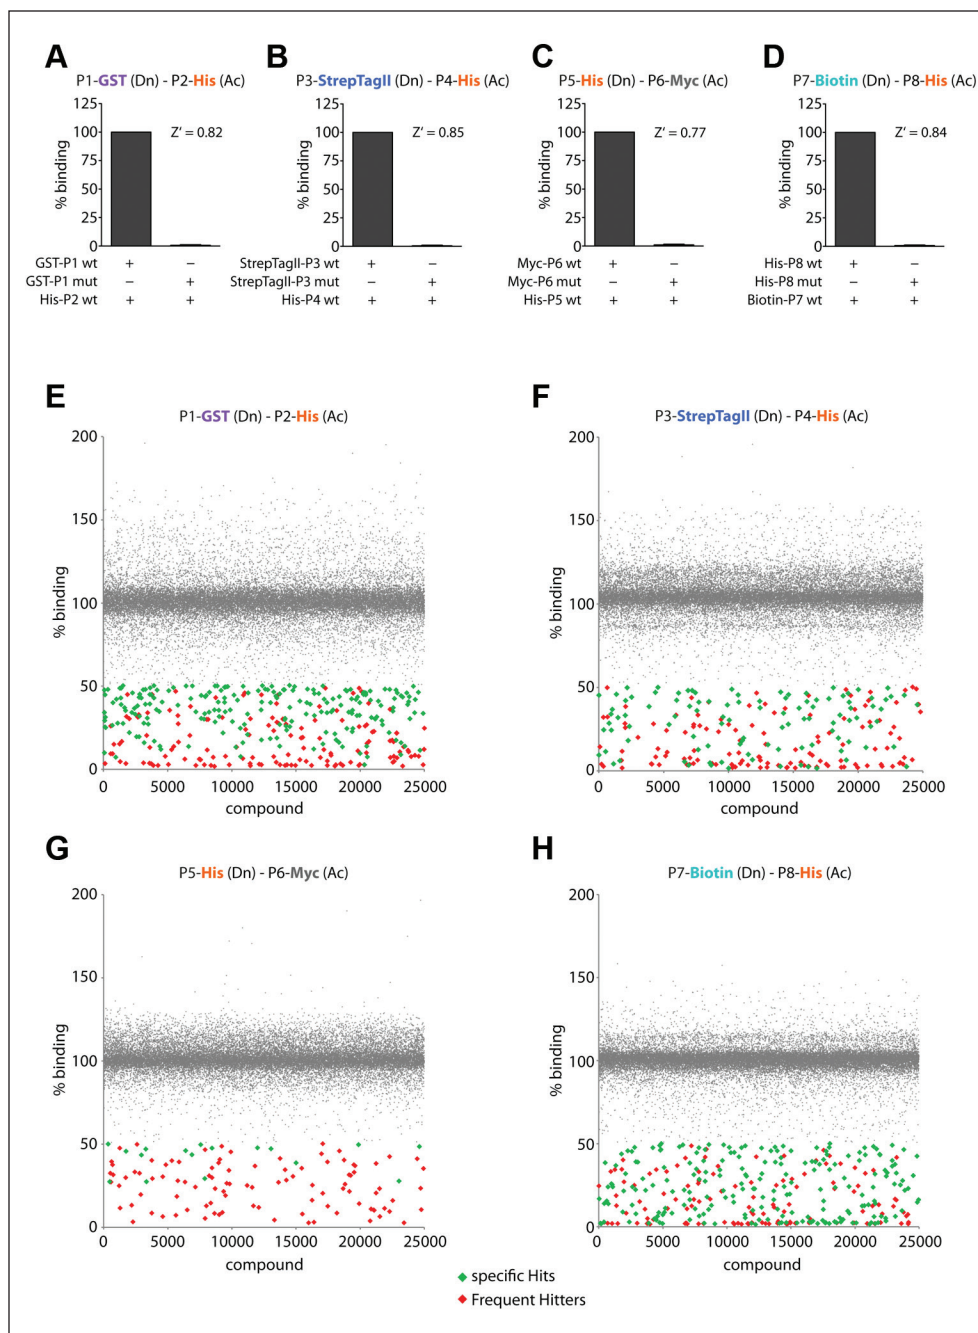 A
P1-GST (Dn) - P2-His (Ac)
% binding
125
100
75
50
25
0
Z' = 0.82
GST-P1 wt + –
GST-P1 mut – +
His-P2 wt + +
B
P3-StrepTagII (Dn) - P4-His (Ac)
% binding
125
100
75
50
25
0
Z' = 0.85
StrepTagII-P3 wt + –
StrepTagII-P3 mut – +
His-P4 wt + +
C
P5-His (Dn) - P6-Myc (Ac)
% binding
125
100
75
50
25
0
Z' = 0.77
Myc-P6 wt + –
Myc-P6 mut – +
His-P5 wt + +
D
P7-Biotin (Dn) - P8-His (Ac)
% binding
125
100
75
50
25
0
Z' = 0.84
His-P8 wt + –
His-P8 mut – +
Biotin-P7 wt + +
E
P1-GST (Dn) - P2-His (Ac)
% binding
200
150
100
50
0
0 5000 10000 15000 20000 25000
compound
F
P3-StrepTagII (Dn) - P4-His (Ac)
% binding
200
150
100
50
0
0 5000 10000 15000 20000 25000
compound
G
P5-His (Dn) - P6-Myc (Ac)
% binding
200
150
100
50
0
0 5000 10000 15000 20000 25000
compound
H
P7-Biotin (Dn) - P8-His (Ac)
% binding
200
150
100
50
0
0 5000 10000 15000 20000 25000
compound
specific Hits
Frequent Hitters